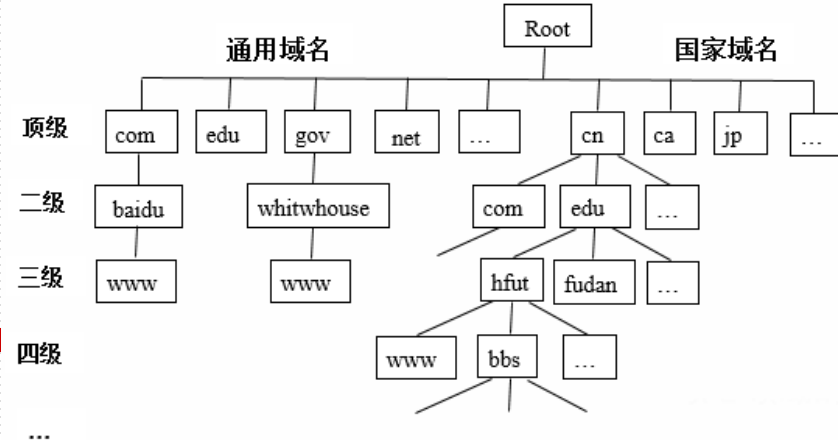 Root
通用域名 国家域名
顶级 com edu gov net ... cn ca jp ...
二级 baidu whitwhouse com edu ...
三级 www www hfut fudan ...
四级 www bbs ...
...